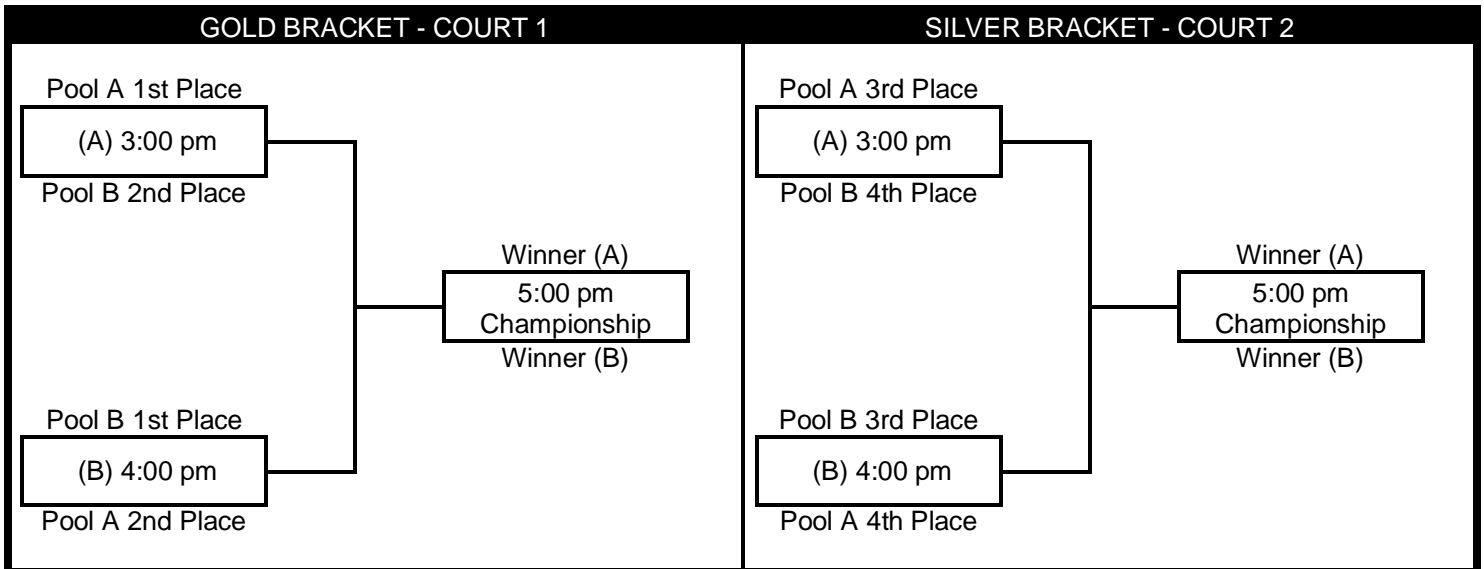 GOLD BRACKET - COURT 1
Pool A 1st Place
(A) 3:00 pm
Pool B 2nd Place
Winner (A)
5:00 pm
Championship
Winner (B)
Pool B 1st Place
(B) 4:00 pm
Pool A 2nd Place
SILVER BRACKET - COURT 2
Pool A 3rd Place
(A) 3:00 pm
Pool B 4th Place
Winner (A)
5:00 pm
Championship
Winner (B)
Pool B 3rd Place
(B) 4:00 pm
Pool A 4th Place